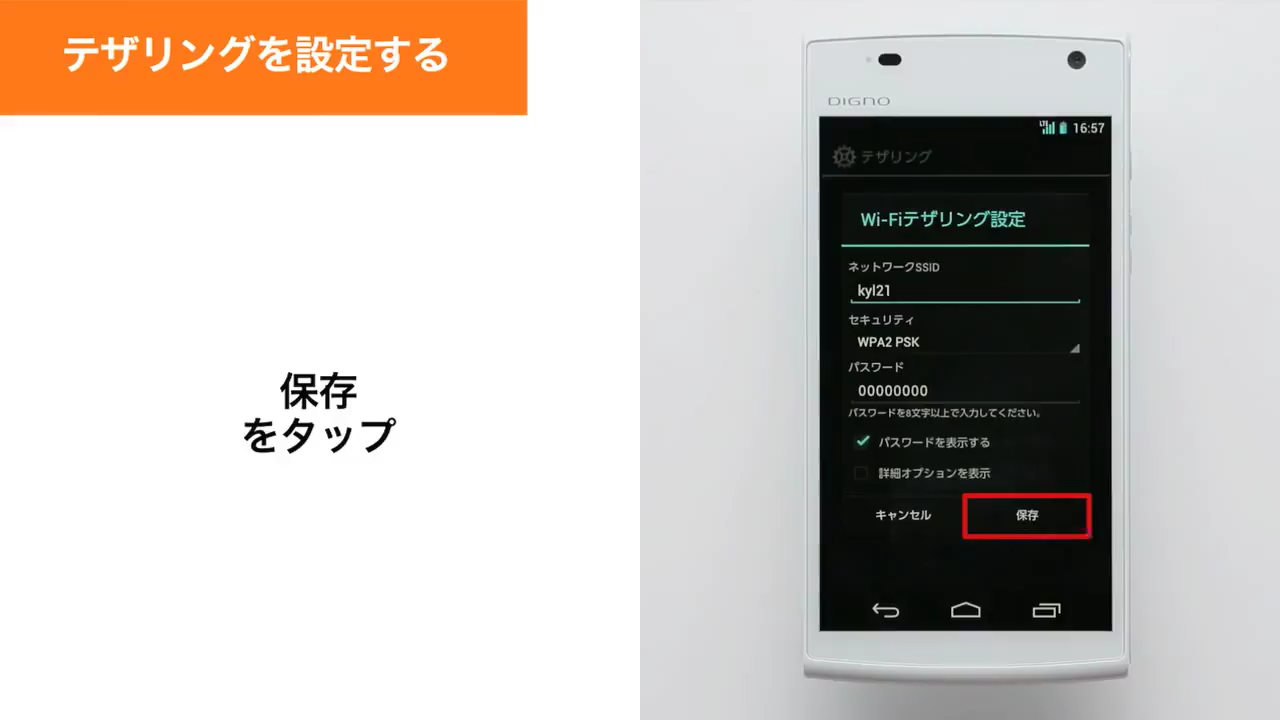 テザリングを設定する
保存
をタップ
DIGNO
16:57
テザリング
Wi-Fiテザリング設定
ネットワークSSID
kyl21
セキュリティ
WPA2 PSK
パスワード
00000000
パスワードを8文字以上で入力してください。
パスワードを表示する
詳細オプションを表示
キャンセル
保存